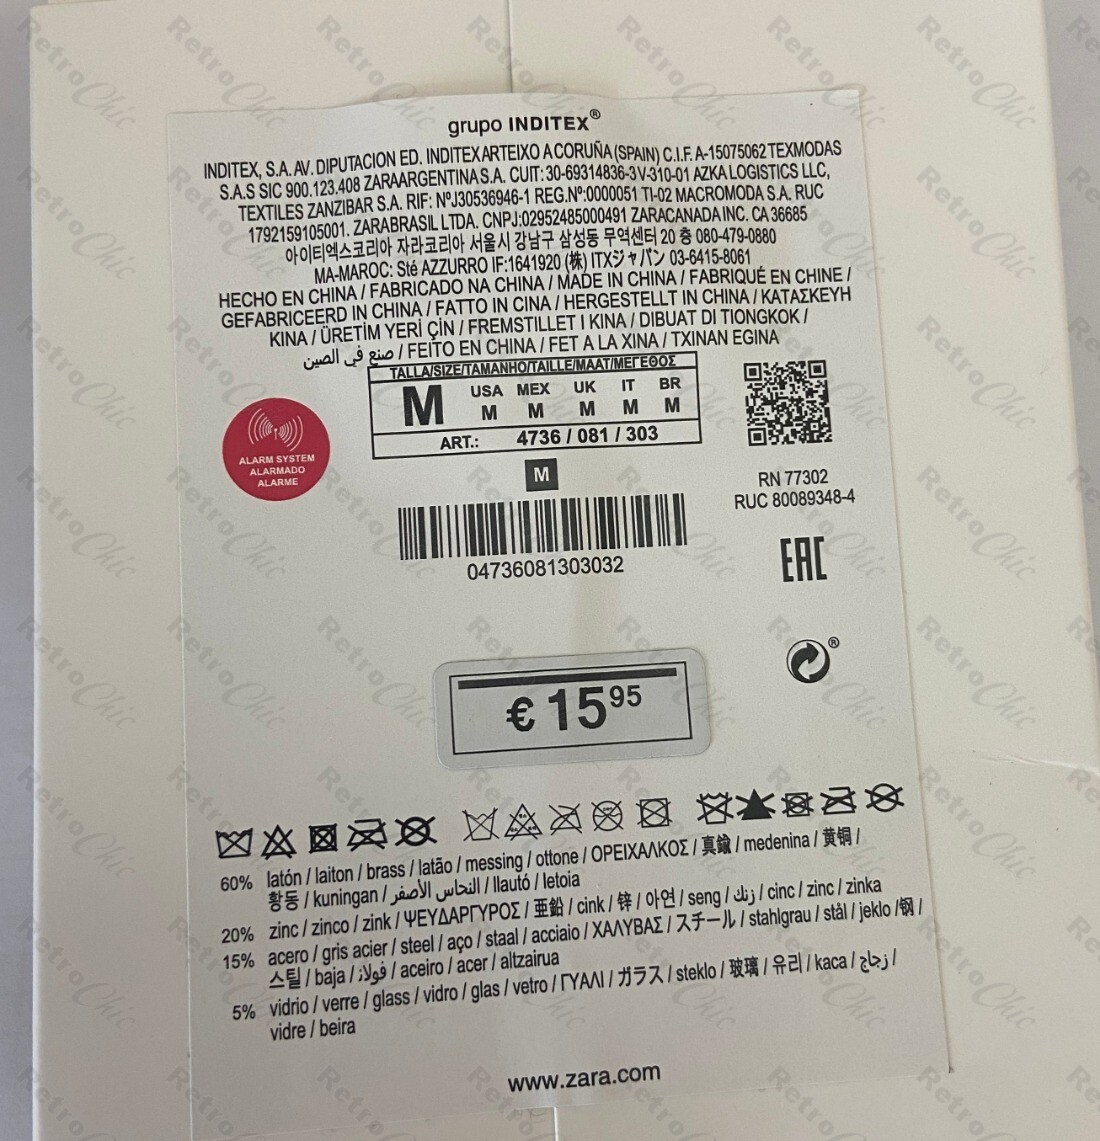 grupo INDITEX®
INDITEX, S.A. AV. DIPUTACION ED. INDITEX ARTEIXO A CORUÑA (SPAIN) C.I.F. A-15075062 TEXMODAS
S.A.S SIC 900.123.408 ZARA ARGENTINA S.A. CUIT: 30-69314836-3 V-310-01 AZKA LOGISTICS LLC,
TEXTILES ZANZIBAR S.A. RIF: NºJ30536946-1 REG.Nº:0000051 TI-02 MACROMODA S.A. RUC
1792159105001. ZARA BRASIL LTDA. CNPJ:02952485000491 ZARA CANADA INC. CA 36685
아이티엑스코리아 자라코리아 서울시 강남구 삼성동 무역센터 20 층 080-479-0880
MA-MAROC: Sté AZZURRO IF:1641920 (株) ITXジャパン 03-6415-8061
HECHO EN CHINA / FABRICADO NA CHINA / MADE IN CHINA / FABRIQUÉ EN CHINE /
GEFABRICEERD IN CHINA / FATTO IN CINA / HERGESTELLT IN CHINA / ΚΑΤΑΣΚΕΥΗ
ΚΙΝΑ / ÜRETİM YERİ ÇİN / FREMSTILLET I KINA / DIBUAT DI TIONGKOK /
صنع في الصين / FEITO EN CHINA / FET A LA XINA / TXINAN EGINA
TALLA/SIZE/TAMANHO/TAILLE/MAAT/ΜΕΓΕΘΟΣ
M USA MEX UK IT BR
M M M M M
ART.: 4736 / 081 / 303
M
ALARM SYSTEM
ALARMADO
ALARME
RN 77302
RUC 80089348-4
04736081303032
EAC
®
€ 15 95
60% latón / laiton / brass / latão / messing / ottone / ΟΡΕΙΧΑΛΚΟΣ / 真鍮 / medenina / 黄铜 /
황동 / kuningan / النحاس الأصفر / llautó / letoia
20% zinc / zinco / zink / ΨΕΥΔΑΡΓΥΡΟΣ / 亜鉛 / cink / 锌 / 아연 / seng / زنك / cinc / zinc / zinka
15% acero / gris acier / steel / aço / staal / acciaio / ΧΑΛΥΒΑΣ / スチール / stahlgrau / stål / jeklo / 钢 /
스틸 / baja / فولاذ / aceiro / acer / altzairua
5% vidrio / verre / glass / vidro / glas / vetro / ΓΥΑΛΙ / ガラス / steklo / 玻璃 / 유리 / kaca / زجاج /
vidre / beira
www.zara.com
Retro Chic